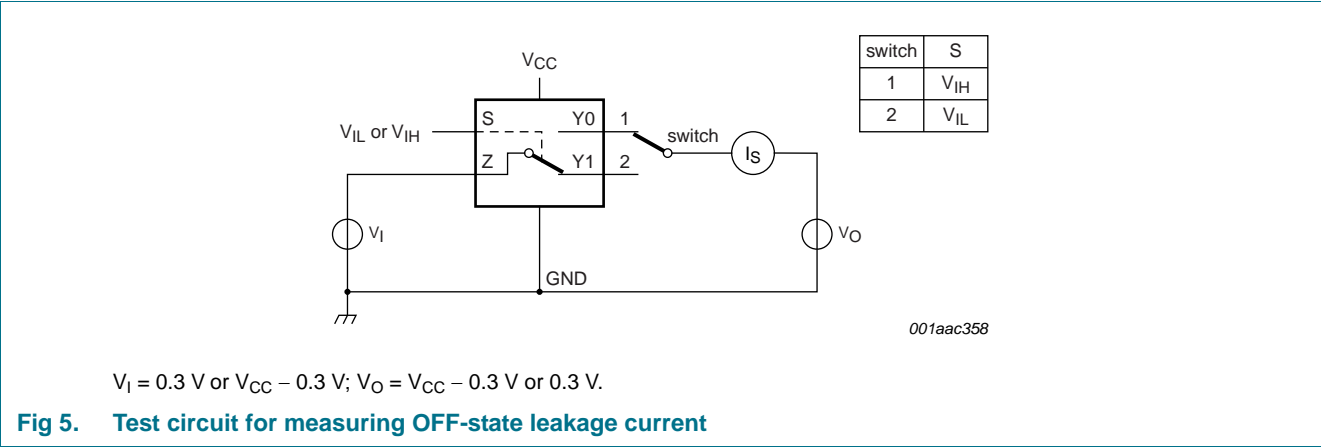 VCC
switch S
1 VIH
2 VIL
VIL or VIH
S Y0 1
switch
Z Y1 2
IS
VI
VO
GND
001aac358
VI = 0.3 V or VCC − 0.3 V; VO = VCC − 0.3 V or 0.3 V.
Fig 5. Test circuit for measuring OFF-state leakage current